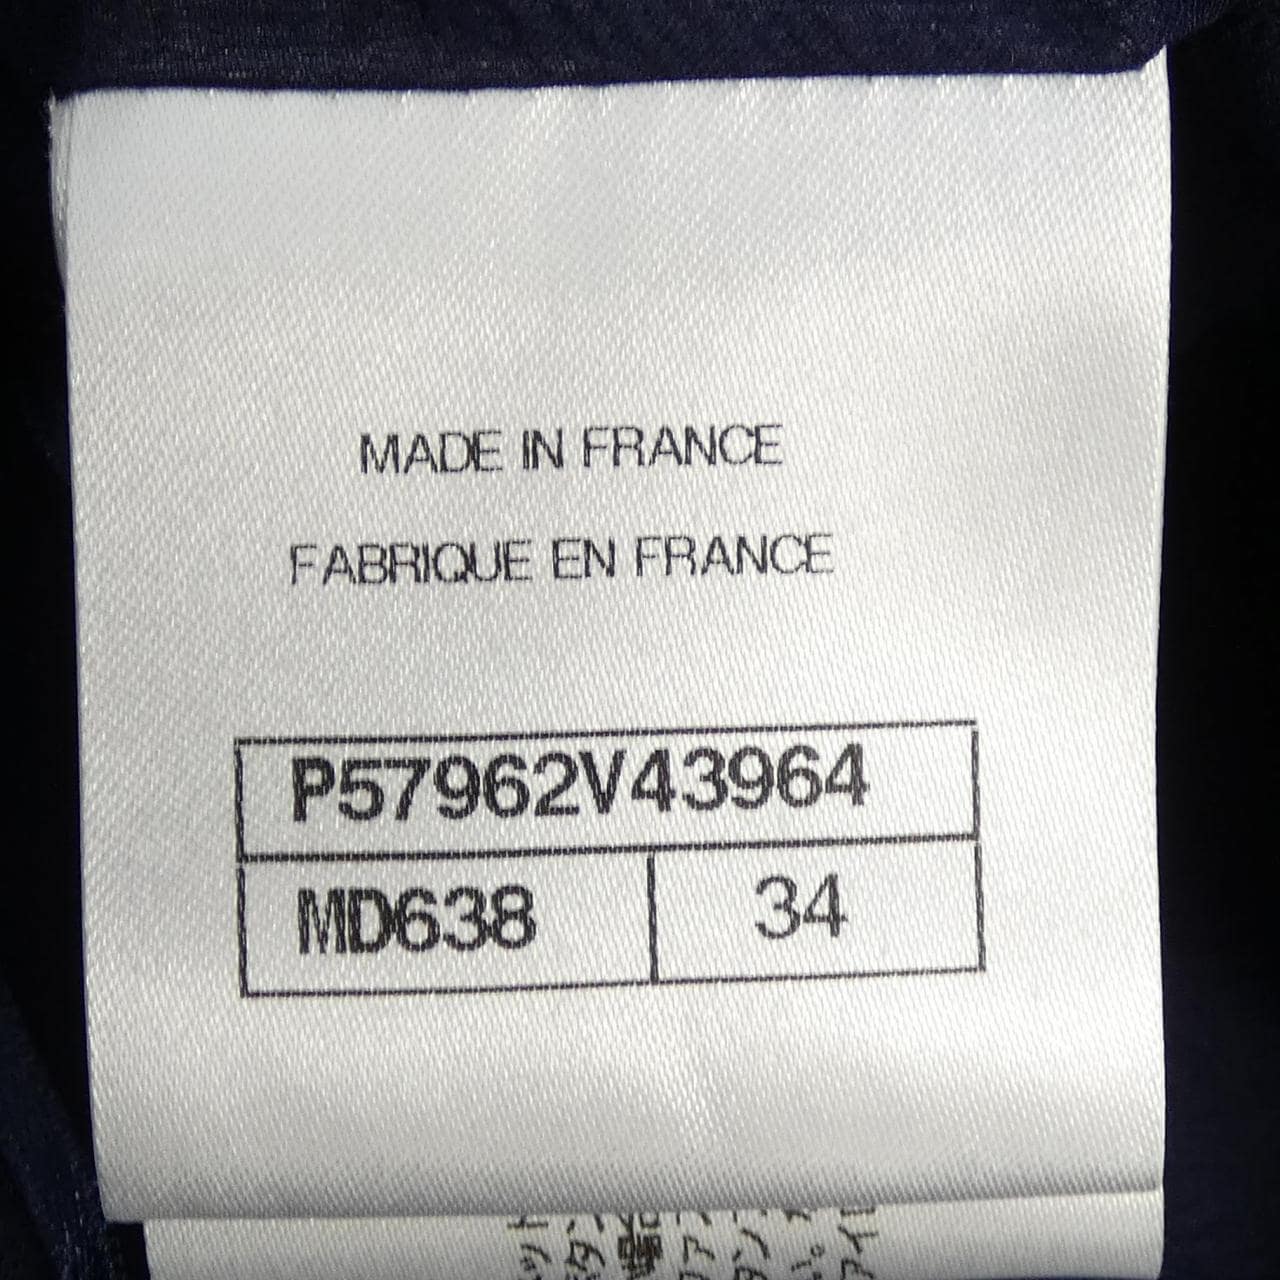 MADE IN FRANCE
FABRIQUE EN FRANCE
P57962V43964
MD638 34